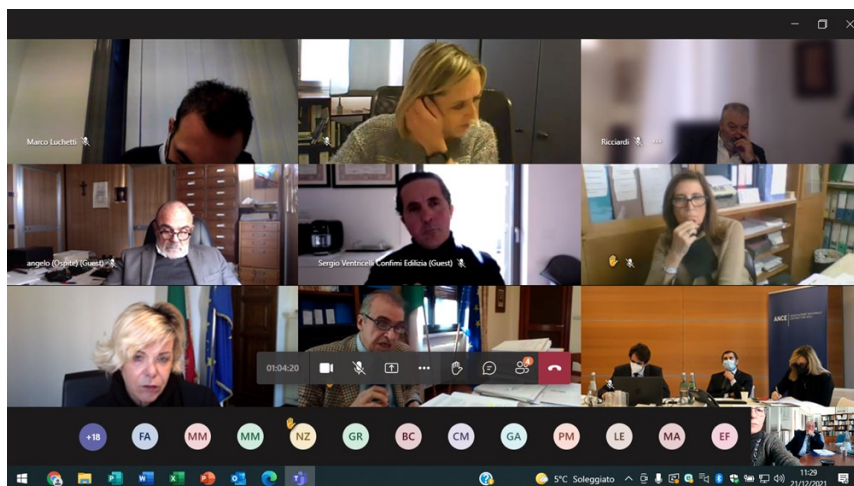 Marco Luchetti
Ricciardi
angelo (Ospite) (Guest)
Sergio Ventricelli Confimi Edilizia (Guest)
ANCE
01:04:20
4
+18
FA
MM
MM
NZ
GR
BC
CM
GA
PM
LE
MA
EF
5°C Soleggiato
11:29
21/12/2021